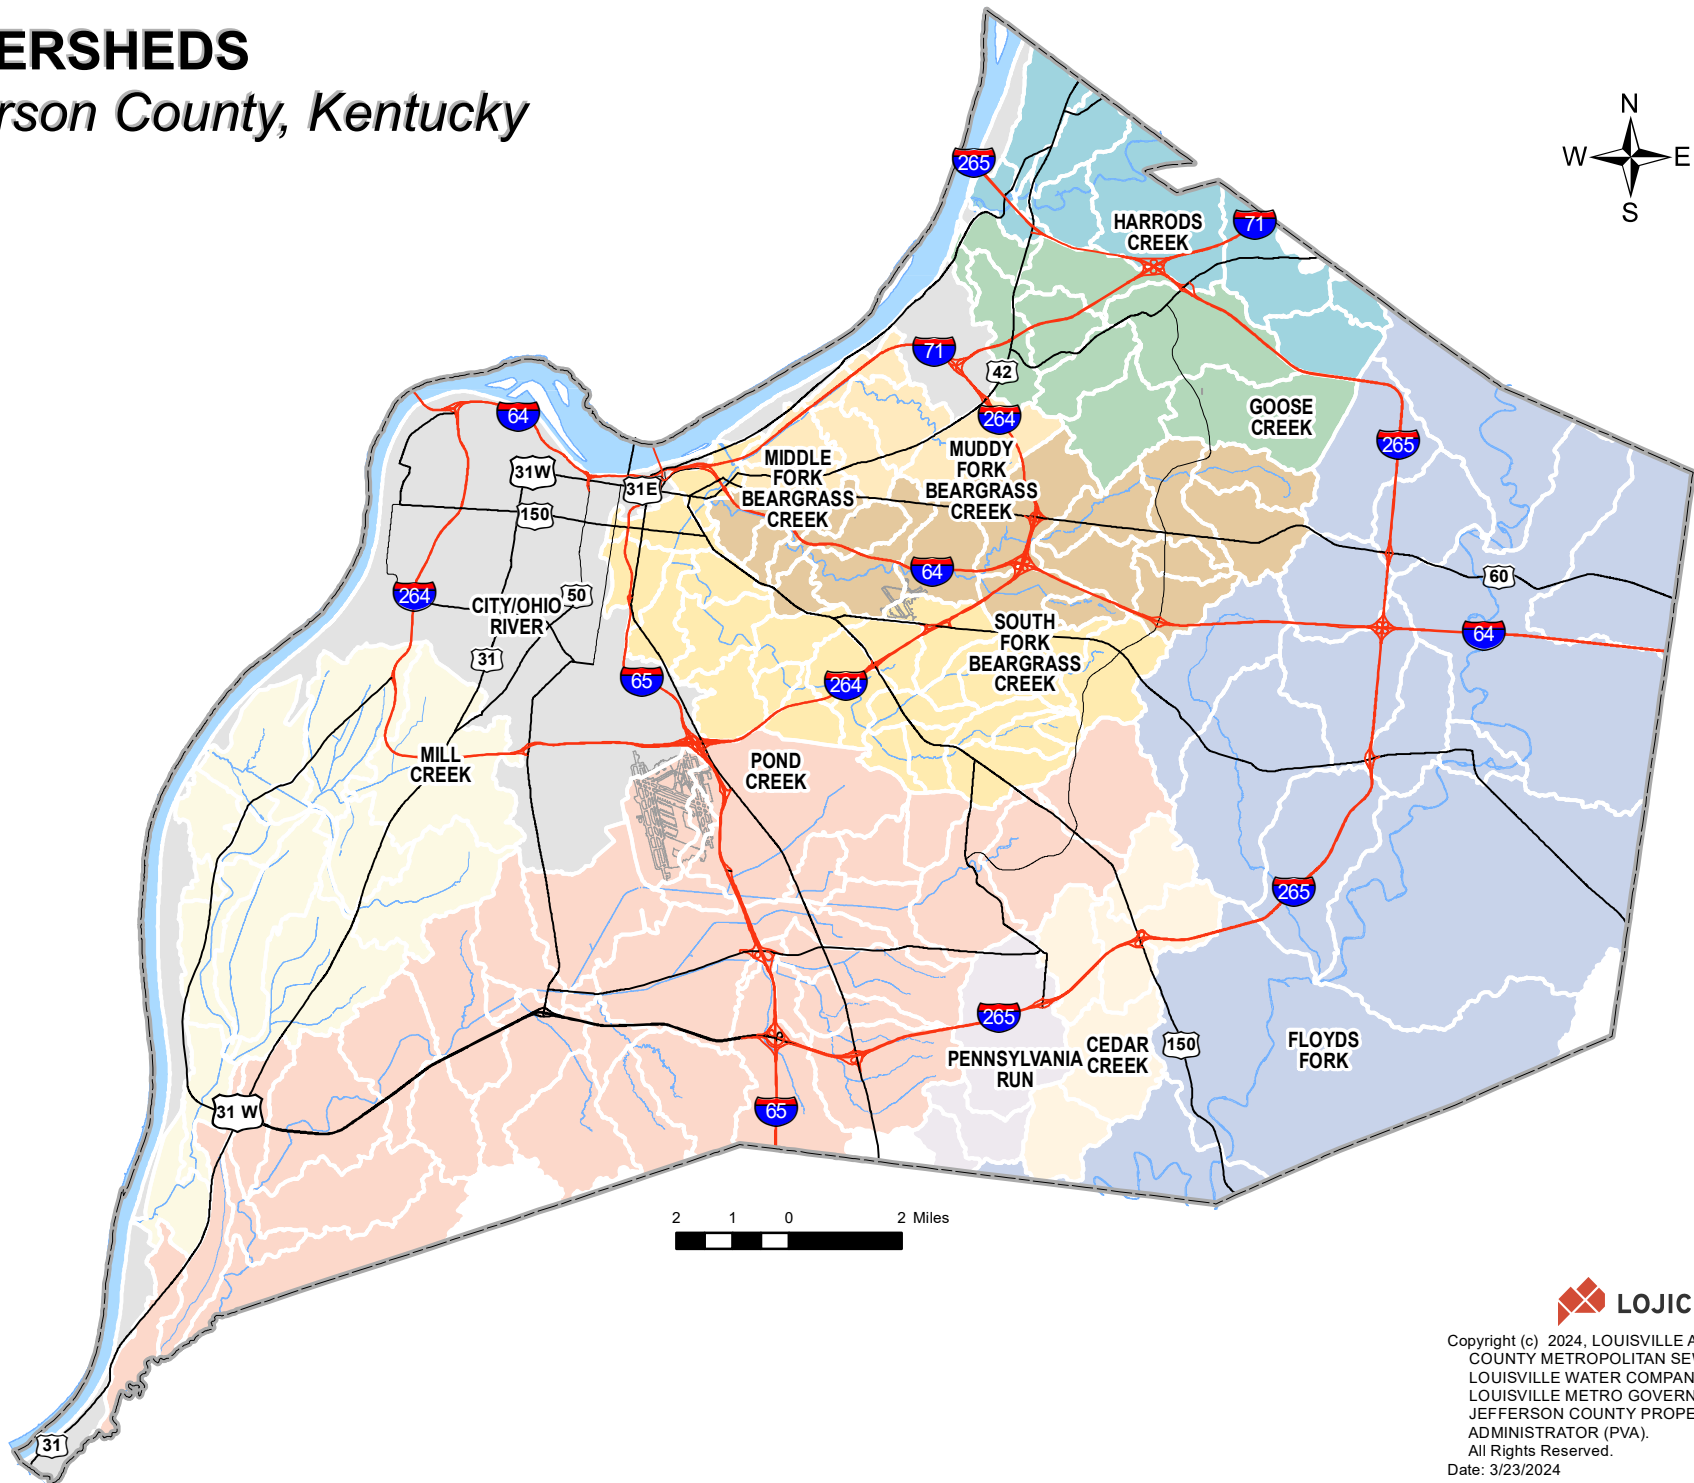 ERSHEDS
rson County, Kentucky
N
W
E
S
265
HARRODS
CREEK
71
71
42
64
264
GOOSE
CREEK
265
31W
31E
150
MIDDLE
FORK
BEARGRASS
CREEK
MUDDY
FORK
BEARGRASS
CREEK
64
60
264
CITY/OHIO
RIVER
50
31
SOUTH
FORK
BEARGRASS
CREEK
64
65
264
MILL
CREEK
POND
CREEK
265
265
PENNSYLVANIA
RUN
CEDAR
CREEK
150
FLOYDS
FORK
31 W
65
2 1 0 2 Miles
31
LOJIC
Copyright (c) 2024, LOUISVILLE A
COUNTY METROPOLITAN SE
LOUISVILLE WATER COMPAN
LOUISVILLE METRO GOVERN
JEFFERSON COUNTY PROPE
ADMINISTRATOR (PVA).
All Rights Reserved.
Date: 3/23/2024